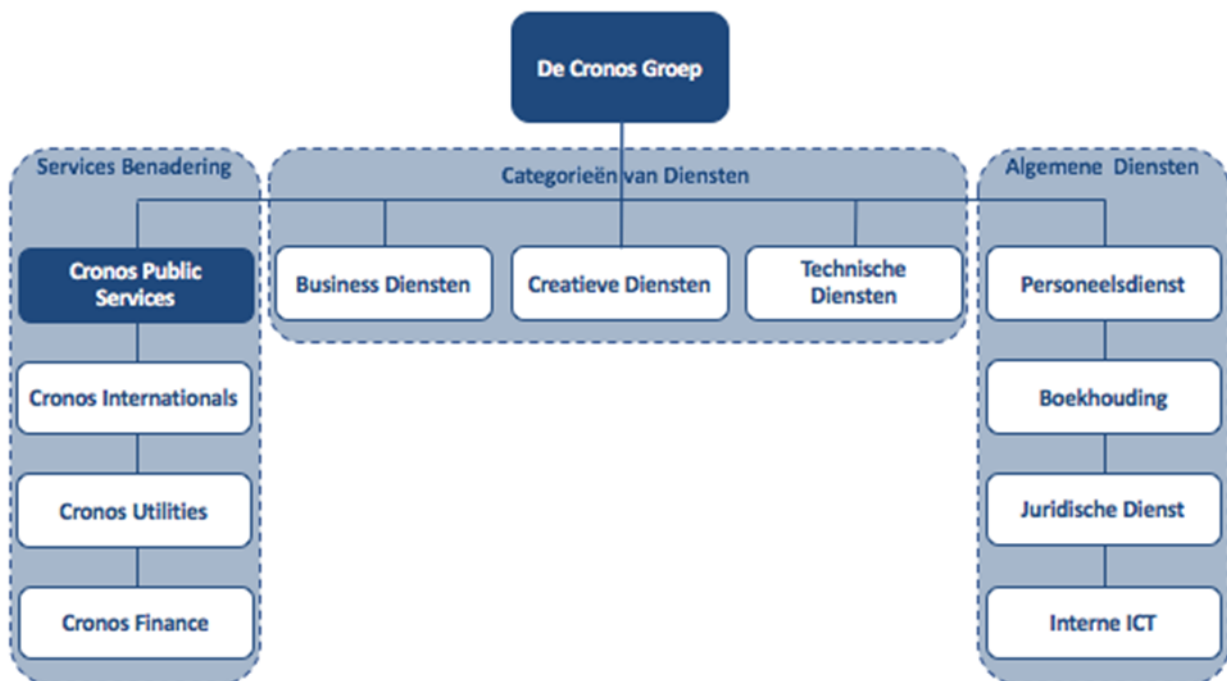 De Cronos Groep
Services Benadering
Categorieën van Diensten
Algemene Diensten
Cronos Public
Services
Business Diensten
Creatieve Diensten
Technische
Diensten
Personeelsdienst
Cronos Internationals
Boekhouding
Cronos Utilities
Juridische Dienst
Cronos Finance
Interne ICT